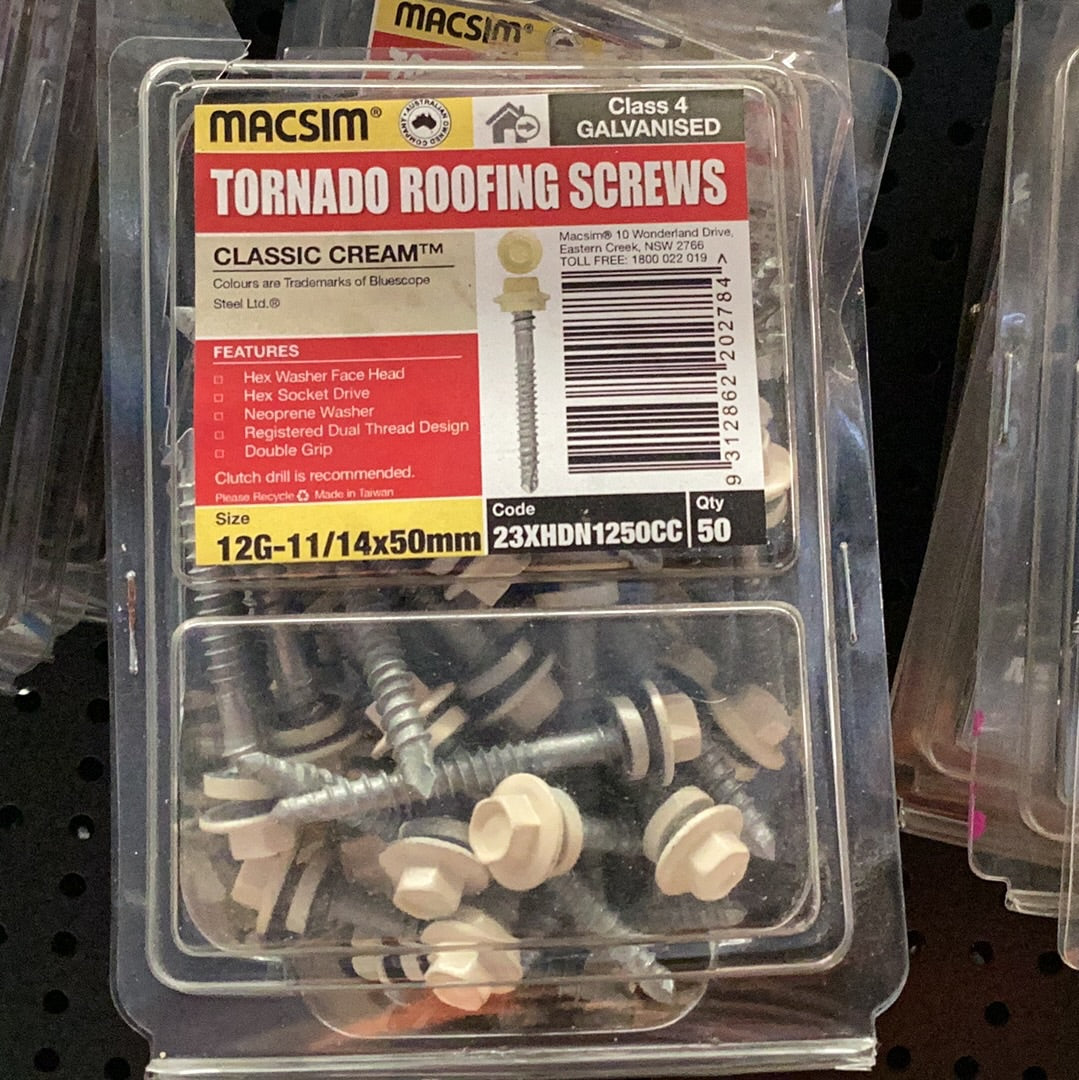 MACSIM®
MACSIM®
AUSTRALIAN OWNED COMPANY
Class 4
GALVANISED
TORNADO ROOFING SCREWS
CLASSIC CREAM™
Colours are Trademarks of Bluescope
Steel Ltd.®
Macsim® 10 Wonderland Drive,
Eastern Creek, NSW 2766
TOLL FREE: 1800 022 019
9 312862 202784 >
FEATURES
Hex Washer Face Head
Hex Socket Drive
Neoprene Washer
Registered Dual Thread Design
Double Grip
Clutch drill is recommended.
Please Recycle Made in Taiwan
Size
12G-11/14x50mm
Code
23XHDN1250CC
Qty
50